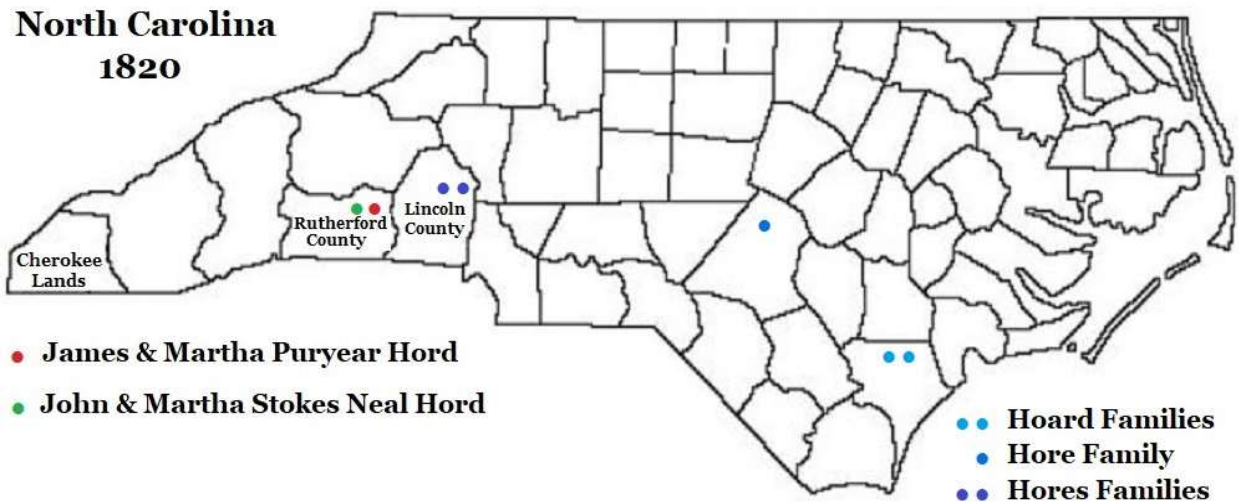 North Carolina
1820
Rutherford
County
Lincoln
County
Cherokee
Lands
James & Martha Puryear Hord
John & Martha Stokes Neal Hord
Hoard Families
Hore Family
Hores Families